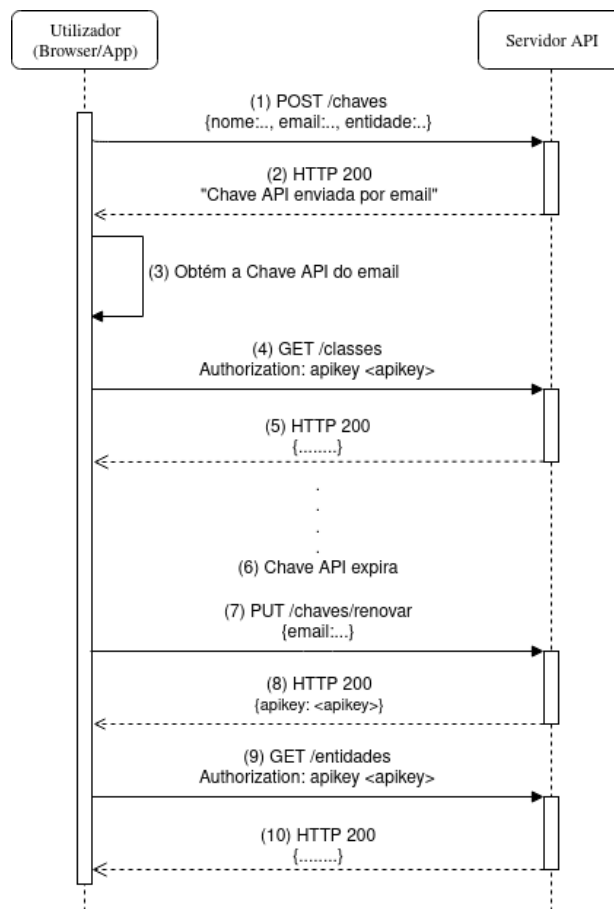 Utilizador
(Browser/App)
Servidor API
(1) POST /chaves
{nome:.., email:.., entidade:..}
(2) HTTP 200
"Chave API enviada por email"
(3) Obtém a Chave API do email
(4) GET /classes
Authorization: apikey <apikey>
(5) HTTP 200
{........}
.
.
.
.
(6) Chave API expira
(7) PUT /chaves/renovar
{email:...}
(8) HTTP 200
{apikey: <apikey>}
(9) GET /entidades
Authorization: apikey <apikey>
(10) HTTP 200
{........}